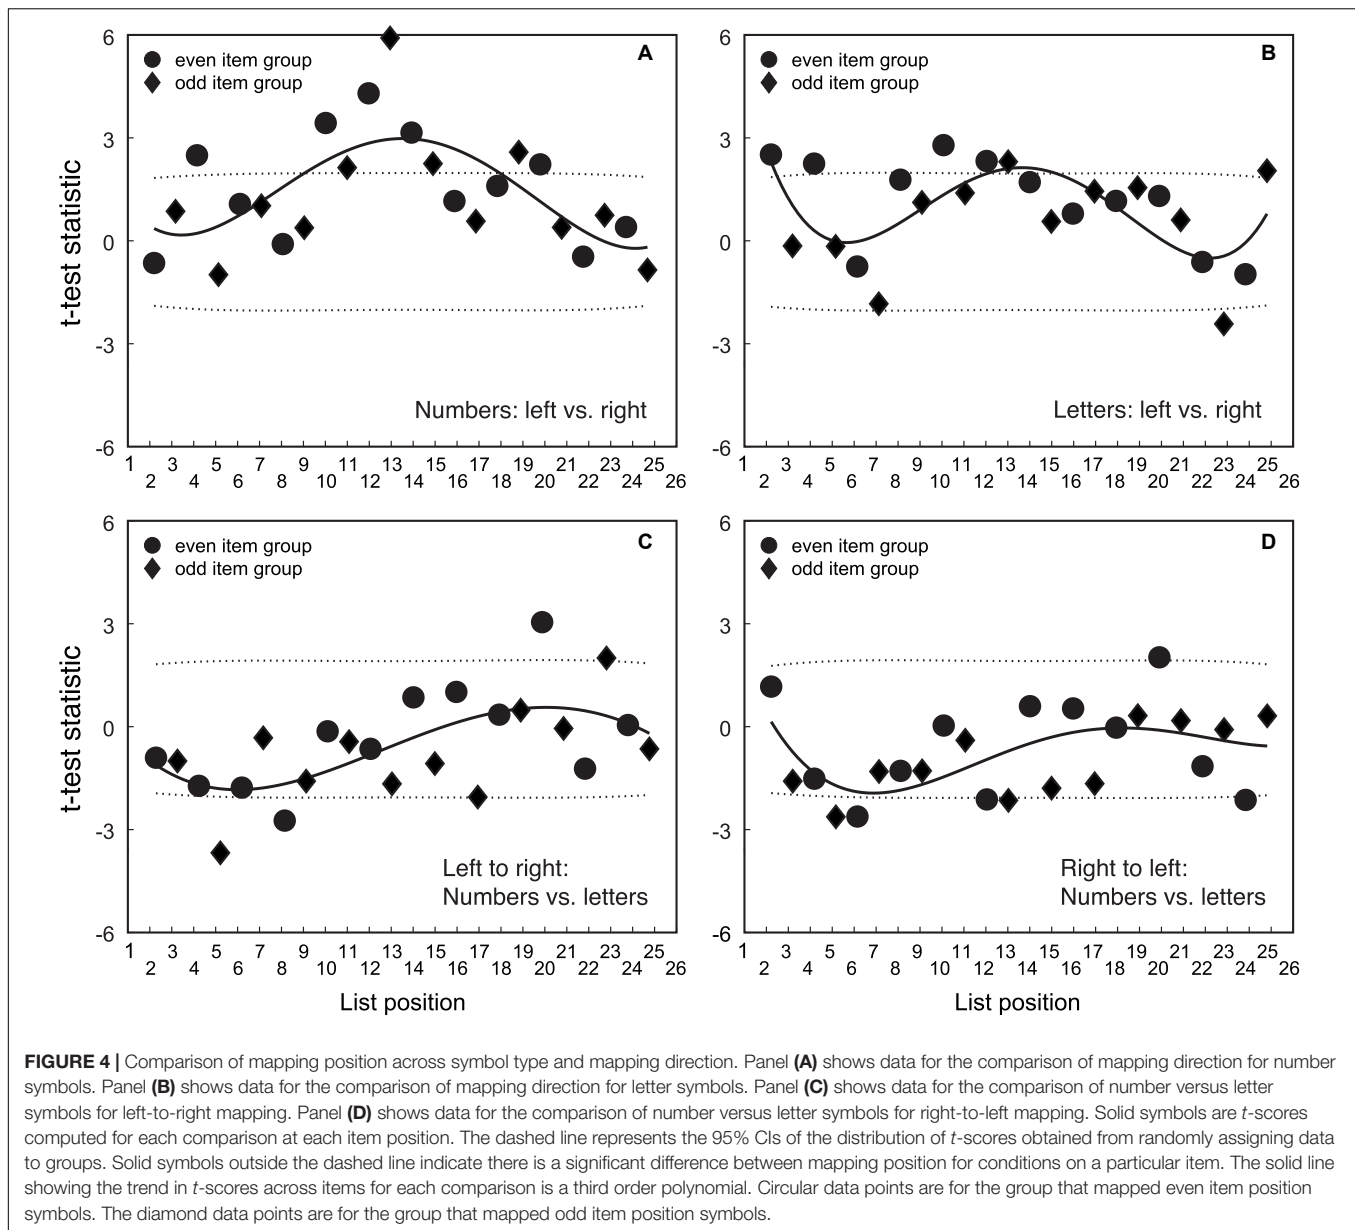 6
3
0
-3
-6
t-test statistic
even item group
odd item group
A
Numbers: left vs. right
1 3 5 7 9 11 13 15 17 19 21 23 25
2 4 6 8 10 12 14 16 18 20 22 24 26
6
3
0
-3
-6
even item group
odd item group
B
Letters: left vs. right
1 3 5 7 9 11 13 15 17 19 21 23 25
2 4 6 8 10 12 14 16 18 20 22 24 26
6
3
0
-3
-6
t-test statistic
even item group
odd item group
C
Left to right:
Numbers vs. letters
1 3 5 7 9 11 13 15 17 19 21 23 25
2 4 6 8 10 12 14 16 18 20 22 24 26
List position
6
3
0
-3
-6
even item group
odd item group
D
Right to left:
Numbers vs. letters
1 3 5 7 9 11 13 15 17 19 21 23 25
2 4 6 8 10 12 14 16 18 20 22 24 26
List position
FIGURE 4 | Comparison of mapping position across symbol type and mapping direction. Panel (A) shows data for the comparison of mapping direction for number
symbols. Panel (B) shows data for the comparison of mapping direction for letter symbols. Panel (C) shows data for the comparison of number versus letter
symbols for left-to-right mapping. Panel (D) shows data for the comparison of number versus letter symbols for right-to-left mapping. Solid symbols are t-scores
computed for each comparison at each item position. The dashed line represents the 95% CIs of the distribution of t-scores obtained from randomly assigning data
to groups. Solid symbols outside the dashed line indicate there is a significant difference between mapping position for conditions on a particular item. The solid line
showing the trend in t-scores across items for each comparison is a third order polynomial. Circular data points are for the group that mapped even item position
symbols. The diamond data points are for the group that mapped odd item position symbols.